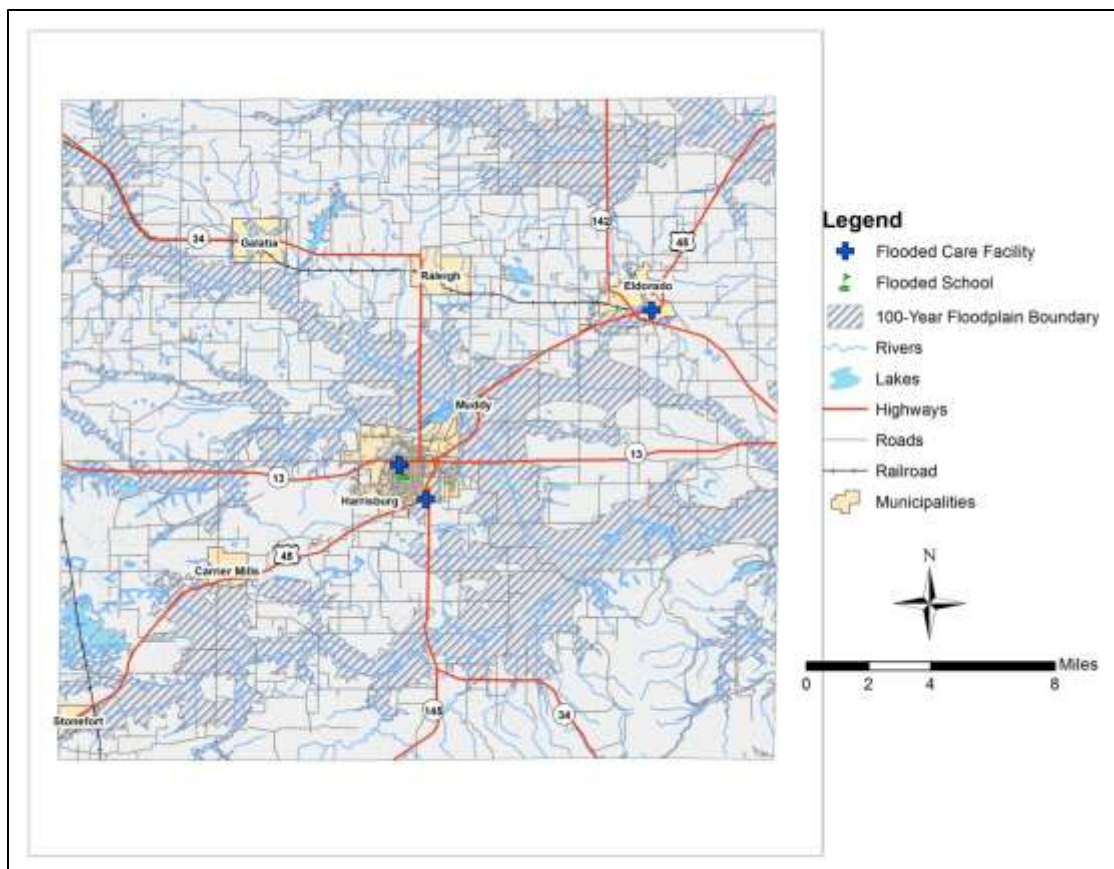 142
45
34
Galatia
Raleigh
Eldorado
Muddy
13
13
Harrisburg
45
Carrier Mills
Stonefort
145
34
Legend
Flooded Care Facility
Flooded School
100-Year Floodplain Boundary
Rivers
Lakes
Highways
Roads
Railroad
Municipalities
N
Miles
0 2 4 8